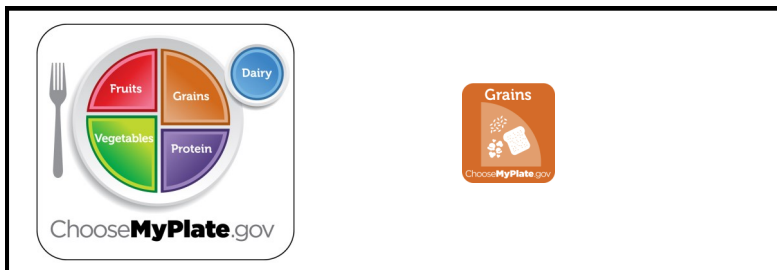 Fruits
Grains
Dairy
Vegetables
Protein
ChooseMyPlate.gov
Grains
ChooseMyPlate.gov